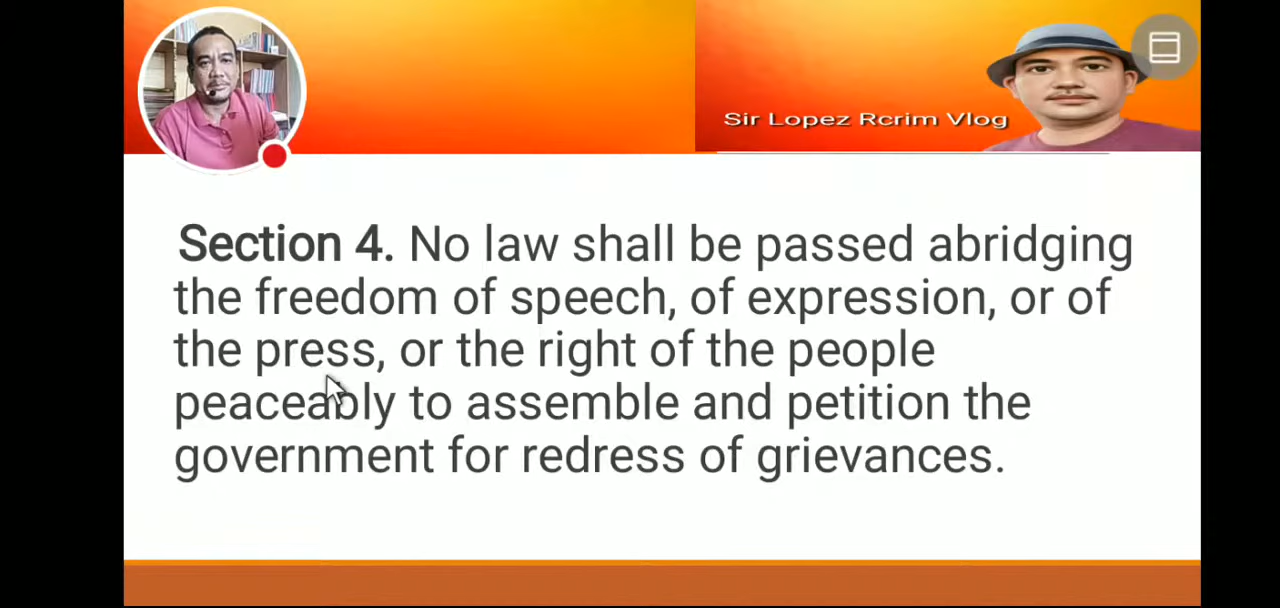 Sir Lopez Rcrim Vlog
Section 4. No law shall be passed abridging
the freedom of speech, of expression, or of
the press, or the right of the people
peaceably to assemble and petition the
government for redress of grievances.